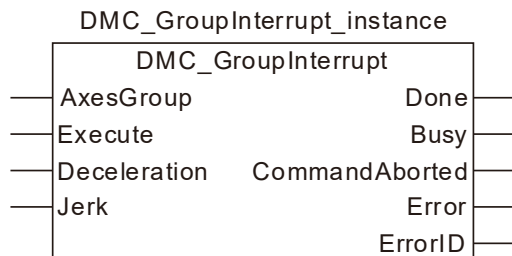 DMC_GroupInterrupt_instance
DMC_GroupInterrupt
AxesGroup Done
Execute Busy
Deceleration CommandAborted
Jerk Error
ErrorID